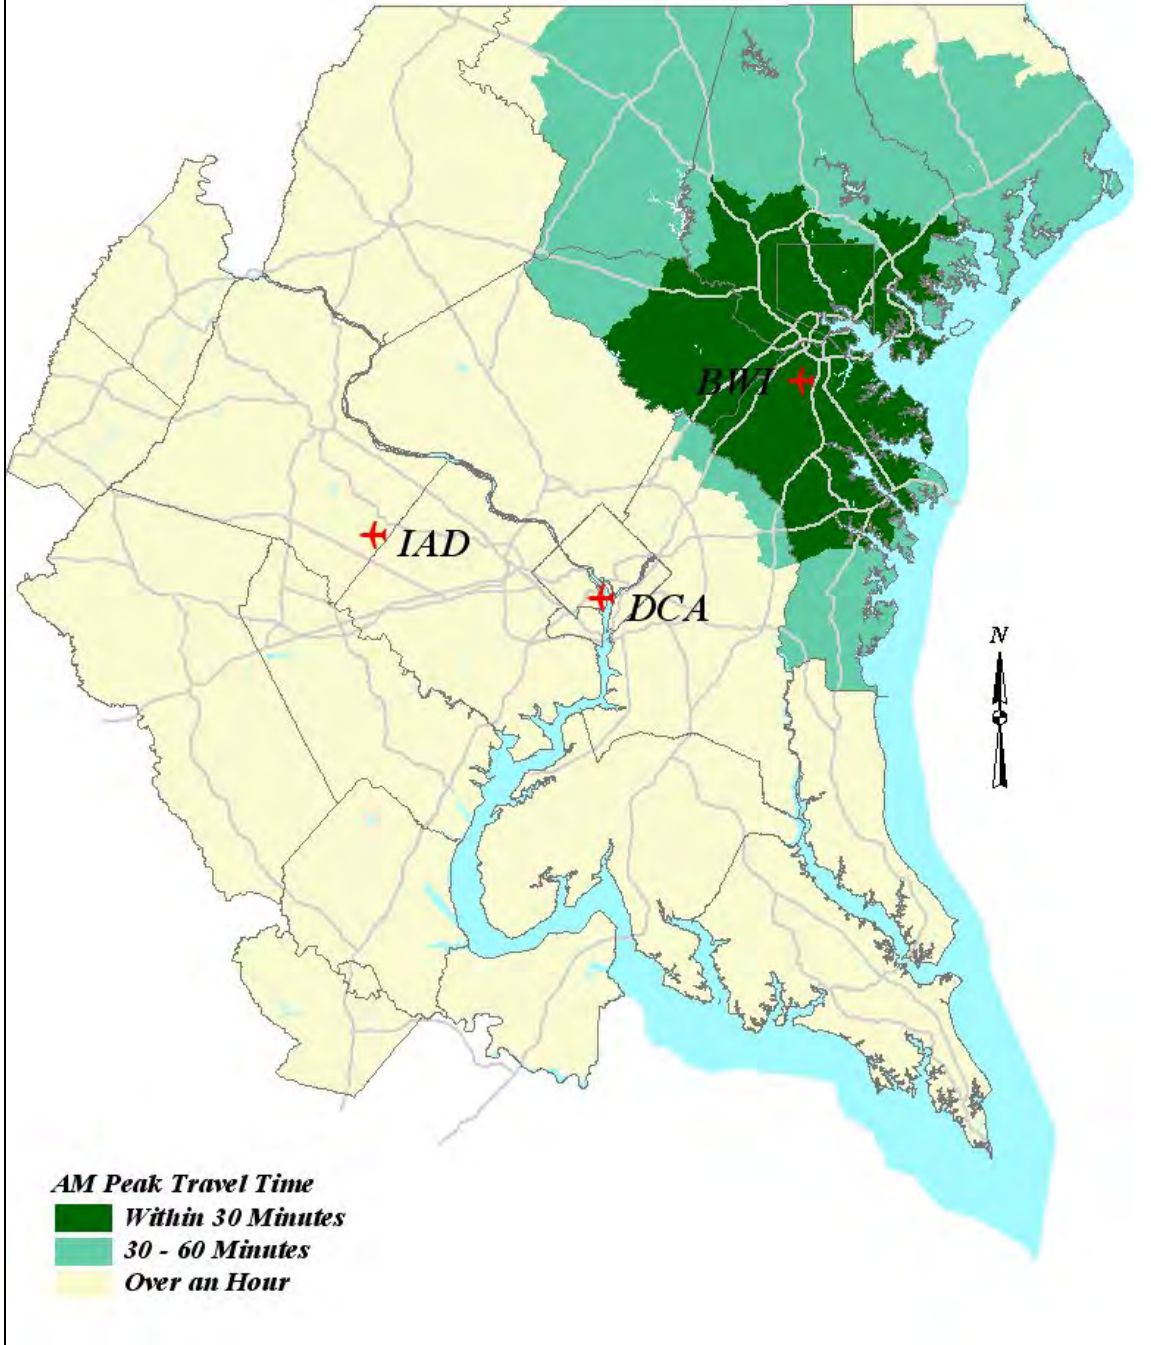 BWI
IAD
DCA
N
AM Peak Travel Time
Within 30 Minutes
30 - 60 Minutes
Over an Hour